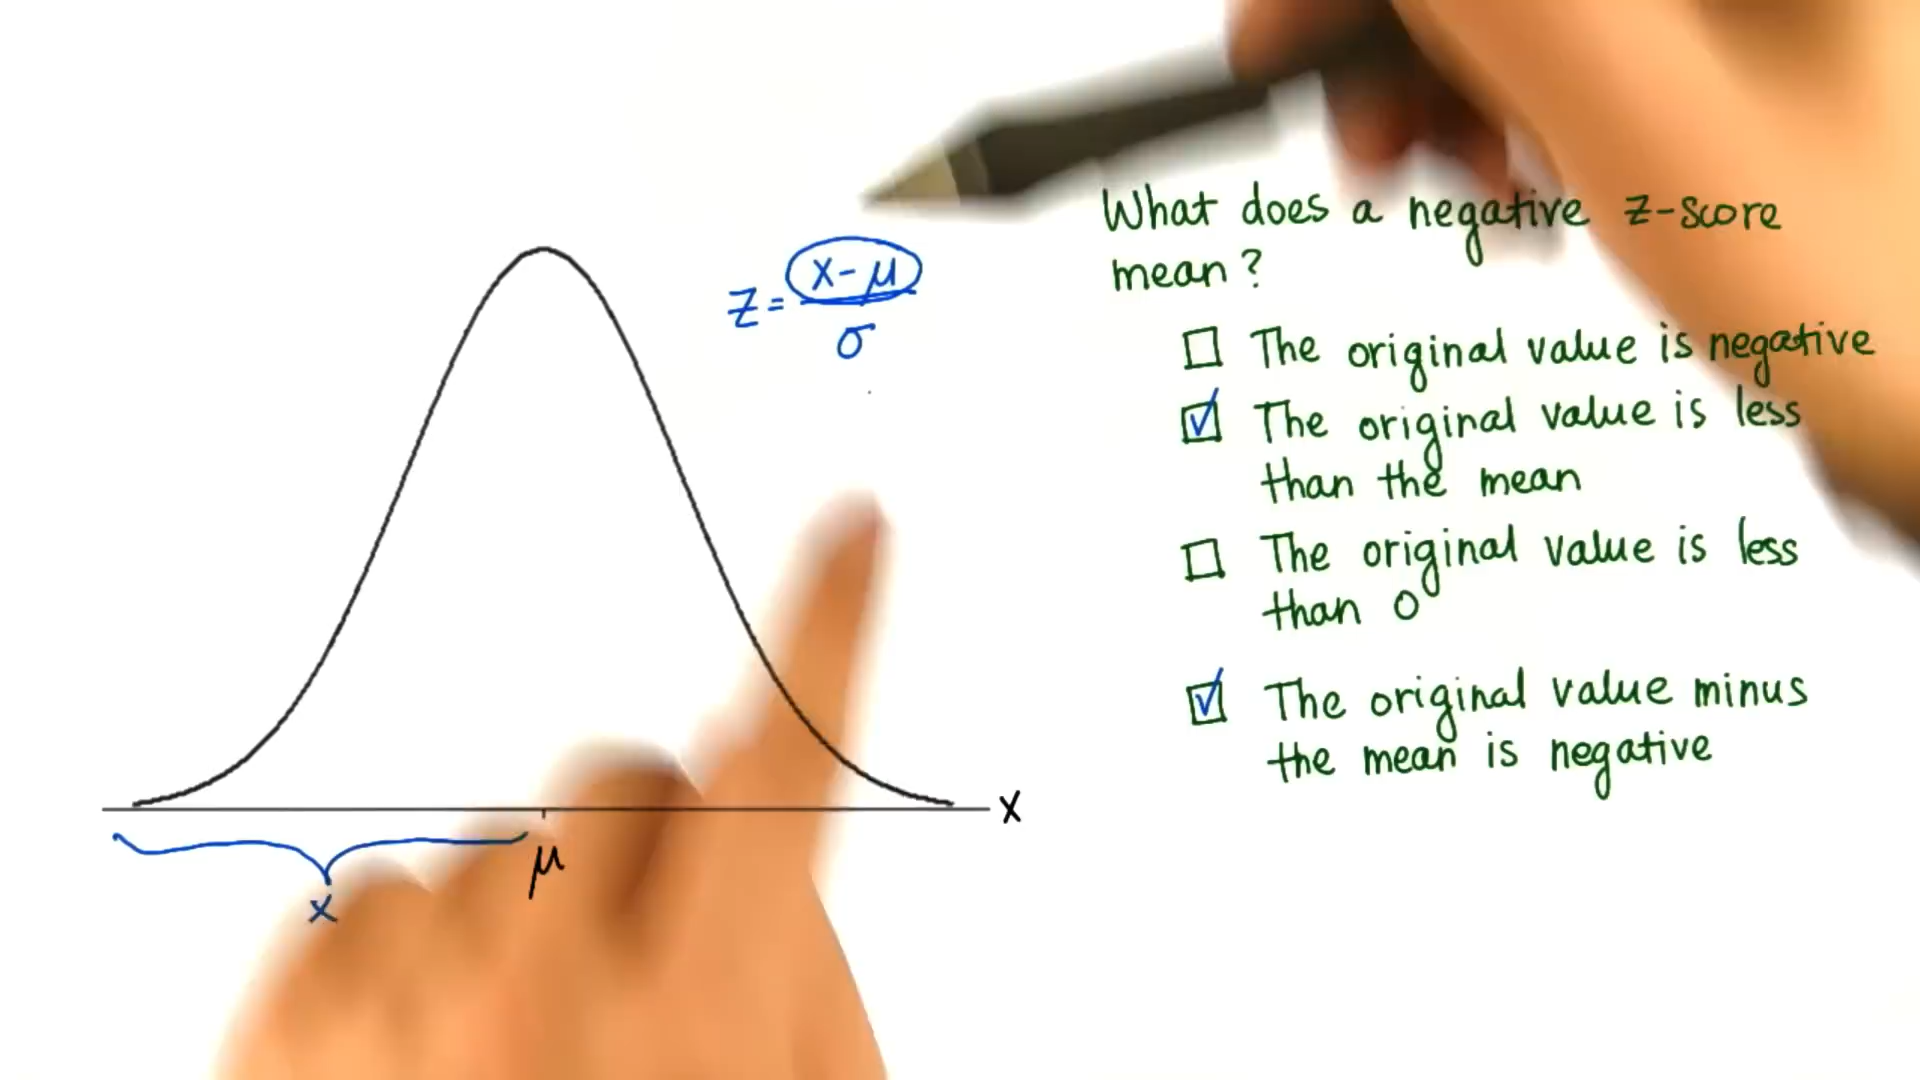 z = x - μ
σ
x
μ
x
What does a negative z-score
mean?
The original value is negative
The original value is less
than the mean
The original value is less
than 0
The original value minus
the mean is negative